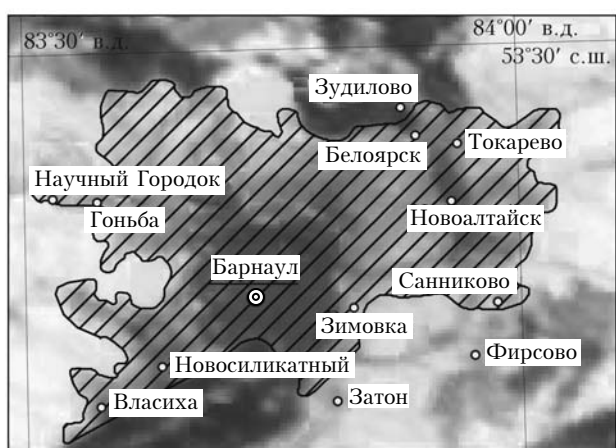 83°30′ в.д.
84°00′ в.д.
53°30′ с.ш.
Зудилово
Белоярск
Токарево
Научный Городок
Гоньба
Новоалтайск
Барнаул
Санниково
Зимовка
Новосиликатный
Фирсово
Власиха
Затон